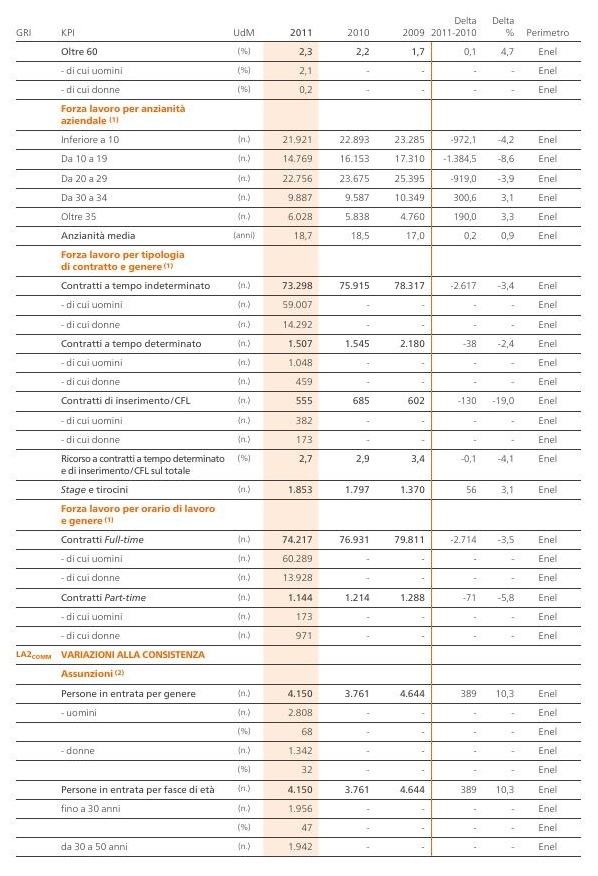 Delta Delta
GRI KPI UdM 2011 2010 2009 2011-2010 % Perimetro
Oltre 60 (%) 2,3 2,2 1,7 0,1 4,7 Enel
- di cui uomini (%) 2,1 - - - - Enel
- di cui donne (%) 0,2 - - - - Enel
Forza lavoro per anzianità
aziendale (1)
Inferiore a 10 (n.) 21.921 22.893 23.285 -972,1 -4,2 Enel
Da 10 a 19 (n.) 14.769 16.153 17.310 -1.384,5 -8,6 Enel
Da 20 a 29 (n.) 22.756 23,675 25.395 -919,0 -3,9 Enel
Da 30 a 34 (n.) 9.887 9.587 10.349 300,6 3,1 Enel
Oltre 35 (n.) 6.028 5.838 4.760 190,0 3,3 Enel
Anzianità media (anni) 18,7 18,5 17,0 0,2 0,9 Enel
Forza lavoro per tipologia
di contratto e genere (1)
Contratti a tempo indeterminato (n.) 73.298 75.915 78.317 -2.617 -3,4 Enel
- di cui uomini (n.) 59.007 - - - - Enel
- di cui donne (n.) 14.292 - - - - Enel
Contratti a tempo determinato (n.) 1.507 1.545 2.180 -38 -2,4 Enel
- di cui uomini (n.) 1.048 - - - - Enel
- di cui donne (n.) 459 - - - - Enel
Contratti di inserimento/CFL (n.) 555 685 602 -130 -19,0 Enel
- di cui uomini (n.) 382 - - - - Enel
- di cui donne (n.) 173 - - - - Enel
Ricorso a contratti a tempo determinato (%) 2,7 2,9 3,4 -0,1 -4,1 Enel
e di inserimento/CFL sul totale
Stage e tirocini (n.) 1.853 1.797 1.370 56 3,1 Enel
Forza lavoro per orario di lavoro
e genere (1)
Contratti Full-time (n.) 74.217 76.931 79.811 -2.714 -3,5 Enel
- di cui uomini (n.) 60.289 - - - - Enel
- di cui donne (n.) 13.928 - - - - Enel
Contratti Part-time (n.) 1.144 1.214 1.288 -71 -5,8 Enel
- di cui uomini (n.) 173 - - - - Enel
- di cui donne (n.) 971 - - - - Enel
LA2COMM VARIAZIONI ALLA CONSISTENZA
Assunzioni (2)
Persone in entrata per genere (n.) 4.150 3.761 4.644 389 10,3 Enel
- uomini (n.) 2.808 - - - - Enel
(%) 68 - - - - Enel
- donne (n.) 1.342 - - - - Enel
(%) 32 - - - - Enel
Persone in entrata per fasce di età (n.) 4.150 3.761 4.644 389 10,3 Enel
fino a 30 anni (n.) 1.956 - - - - Enel
(%) 47 - - - - Enel
da 30 a 50 anni (n.) 1.942 - - - - Enel